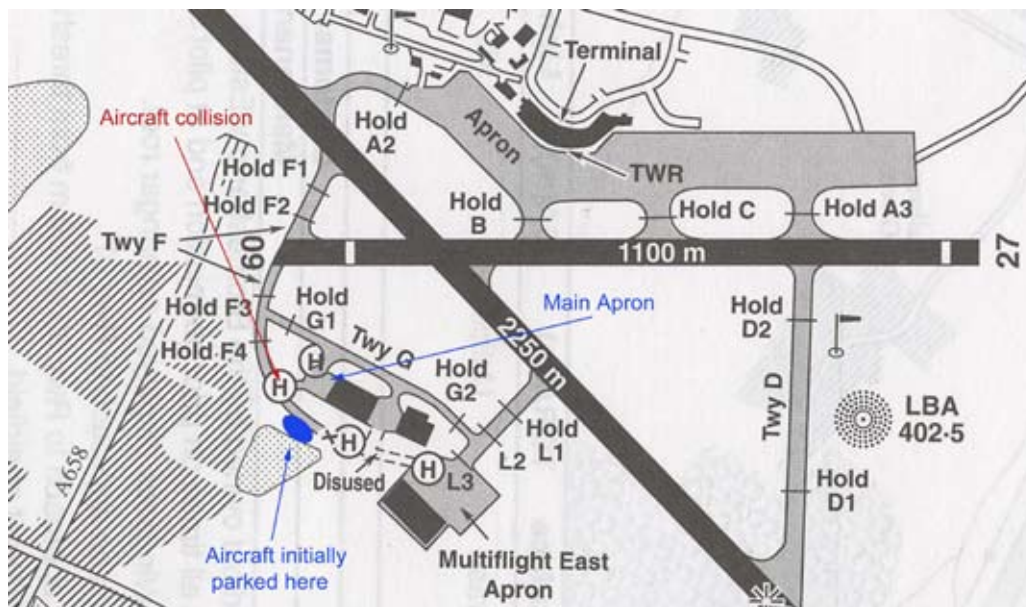 Terminal
Aircraft collision
Hold
A2
Apron
TWR
Hold F1
Hold F2
Hold
B
Hold C
Hold A3
Twy F
09
1100 m
27
Hold F3
Hold
G1
Main Apron
Hold F4
Twy G
2250 m
Hold
D2
H
H
Hold
G2
Twy D
LBA
402·5
Hold
L1
L2
H
H
L3
Disused
A658
Hold
D1
Aircraft initially
parked here
Multiflight East
Apron